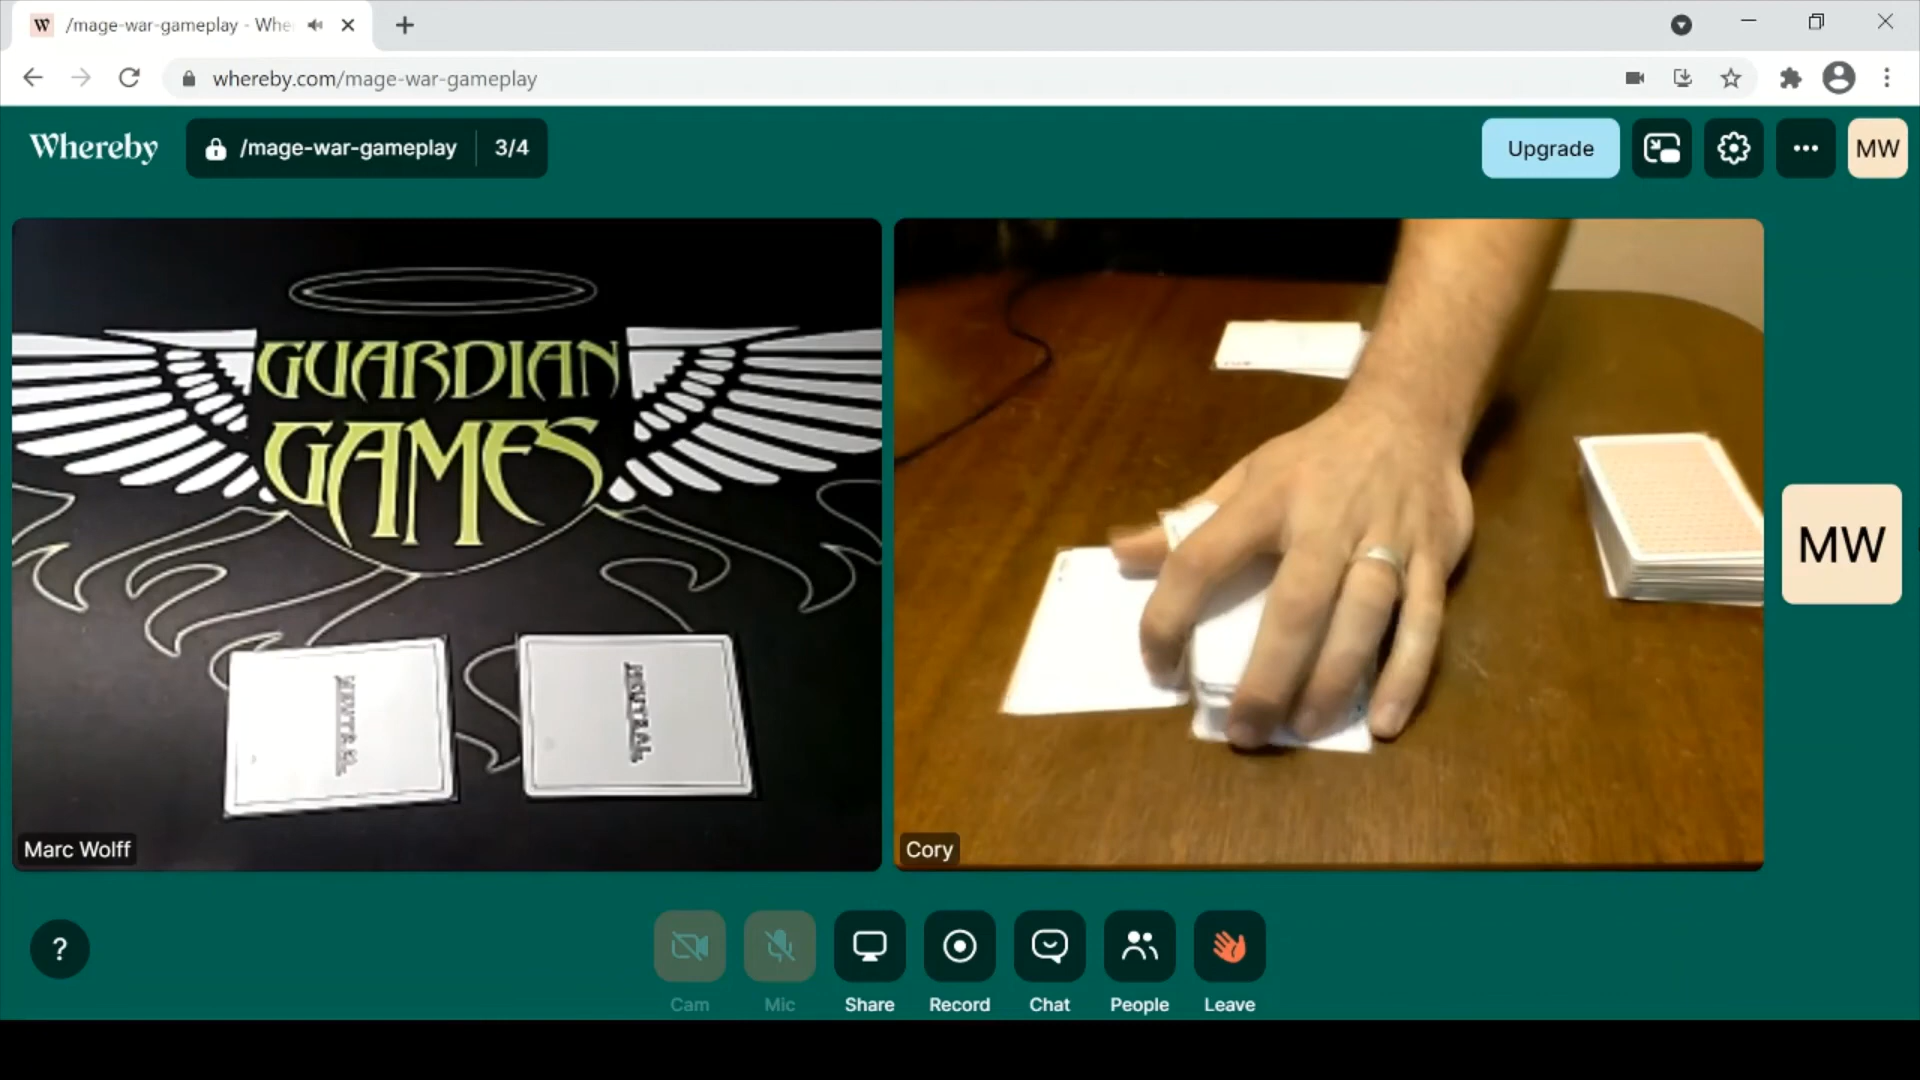 /mage-war-gameplay - Whe
whereby.com/mage-war-gameplay
Whereby
/mage-war-gameplay
3/4
Upgrade
MW
GUARDIAN
GAMES
NEUTRAL
NEUTRAL
MW
Marc Wolff
Cory
?
Cam
Mic
Share
Record
Chat
People
Leave